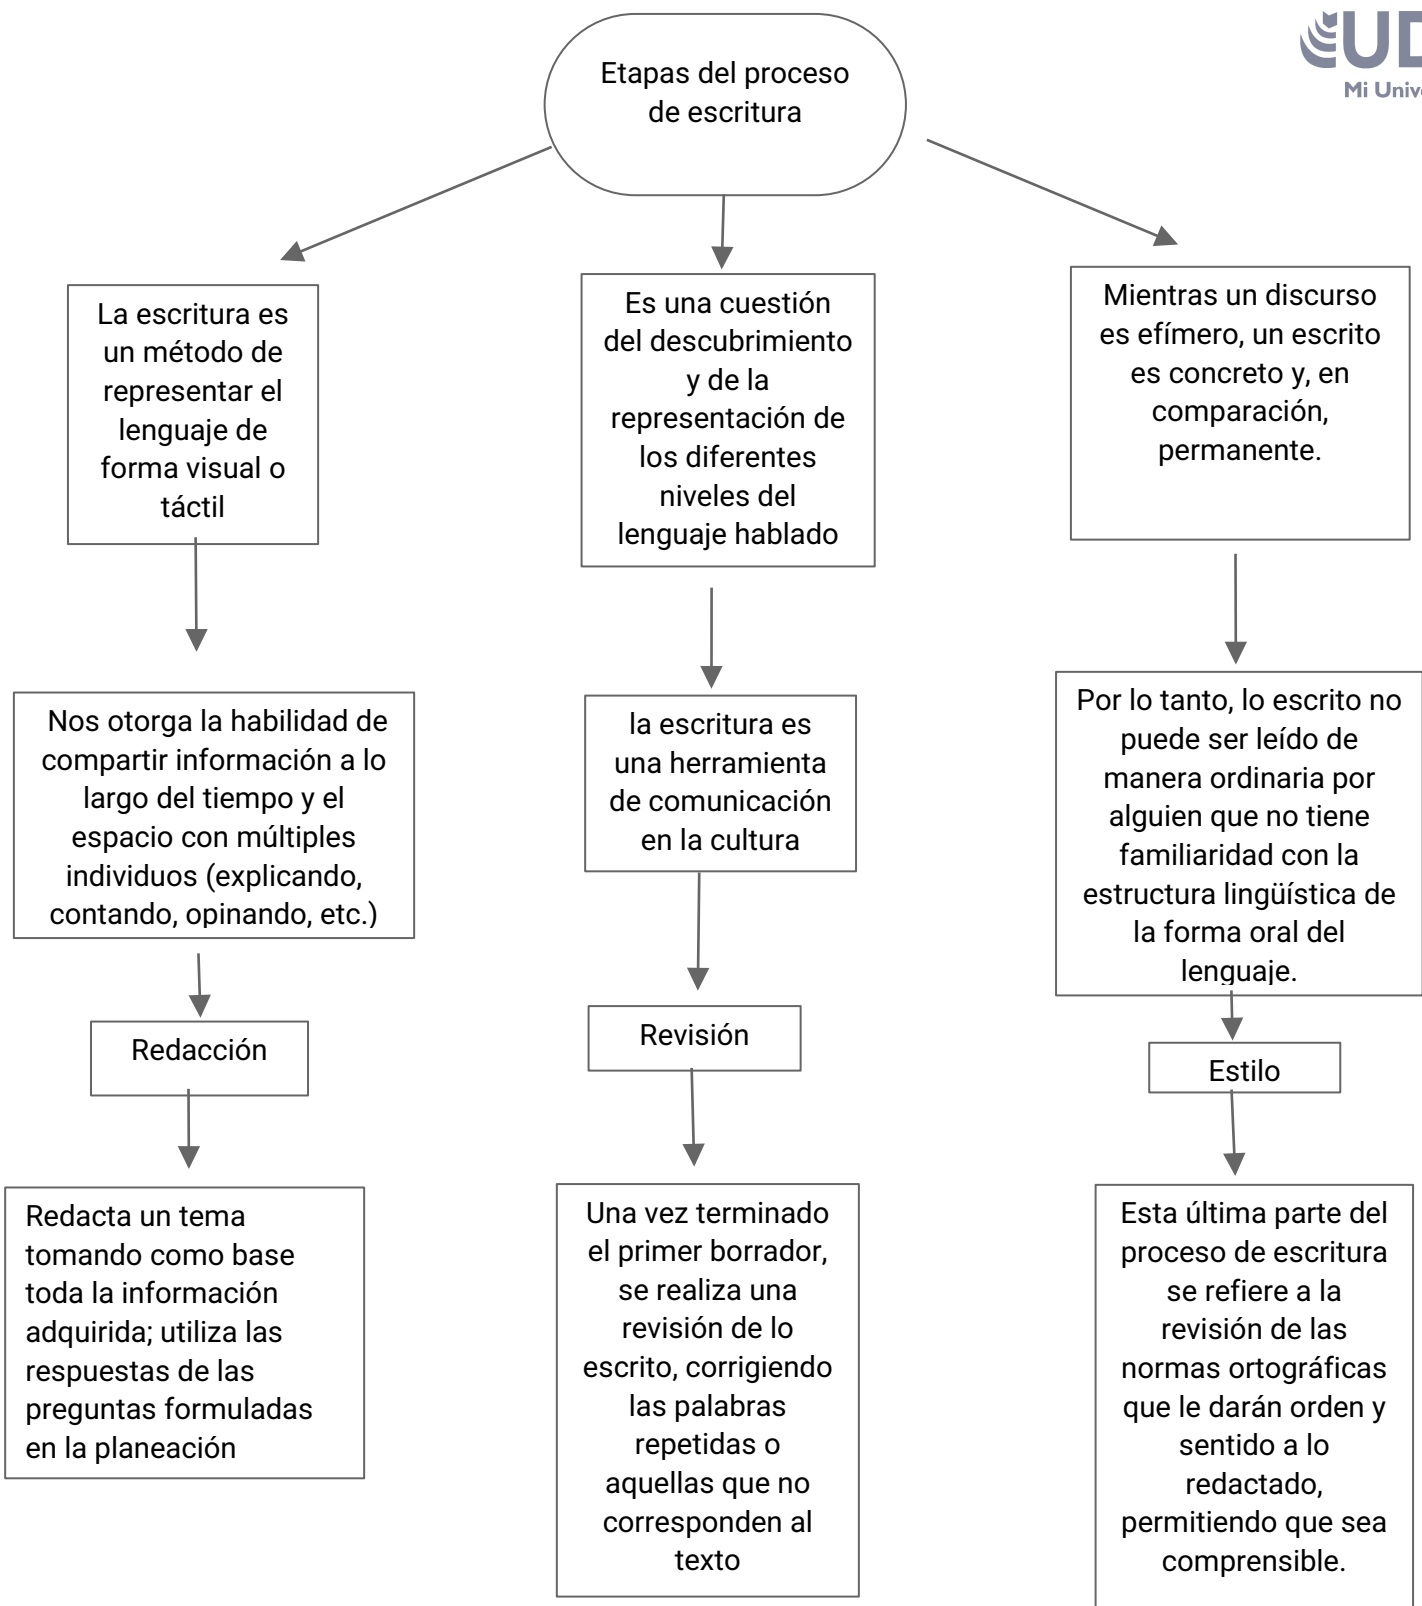 Etapas del proceso
de escritura
Mi Unive
La escritura es
un método de
representar el
lenguaje de
forma visual o
táctil
Es una cuestión
del descubrimiento
y de la
representación de
los diferentes
niveles del
lenguaje hablado
Mientras un discurso
es efímero, un escrito
es concreto y, en
comparación,
permanente.
Nos otorga la habilidad de
compartir información a lo
largo del tiempo y el
espacio con múltiples
individuos (explicando,
contando, opinando, etc.)
la escritura es
una herramienta
de comunicación
en la cultura
Por lo tanto, lo escrito no
puede ser leído de
manera ordinaria por
alguien que no tiene
familiaridad con la
estructura lingüística de
la forma oral del
lenguaje.
Redacción
Revisión
Estilo
Redacta un tema
tomando como base
toda la información
adquirida; utiliza las
respuestas de las
preguntas formuladas
en la planeación
Una vez terminado
el primer borrador,
se realiza una
revisión de lo
escrito, corrigiendo
las palabras
repetidas o
aquellas que no
corresponden al
texto
Esta última parte del
proceso de escritura
se refiere a la
revisión de las
normas ortográficas
que le darán orden y
sentido a lo
redactado,
permitiendo que sea
comprensible.